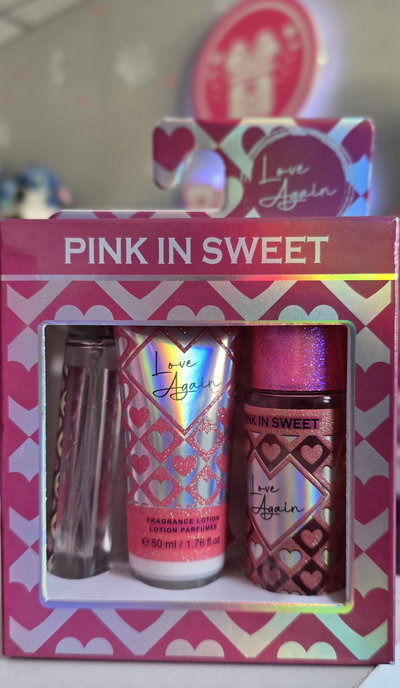 Love
Again
PINK IN SWEET
Love
Again
FRAGRANCE LOTION
LOTION PARFUMÉE
℮50 ml / 1.76 fl.oz
PINK IN SWEET
Love
Again